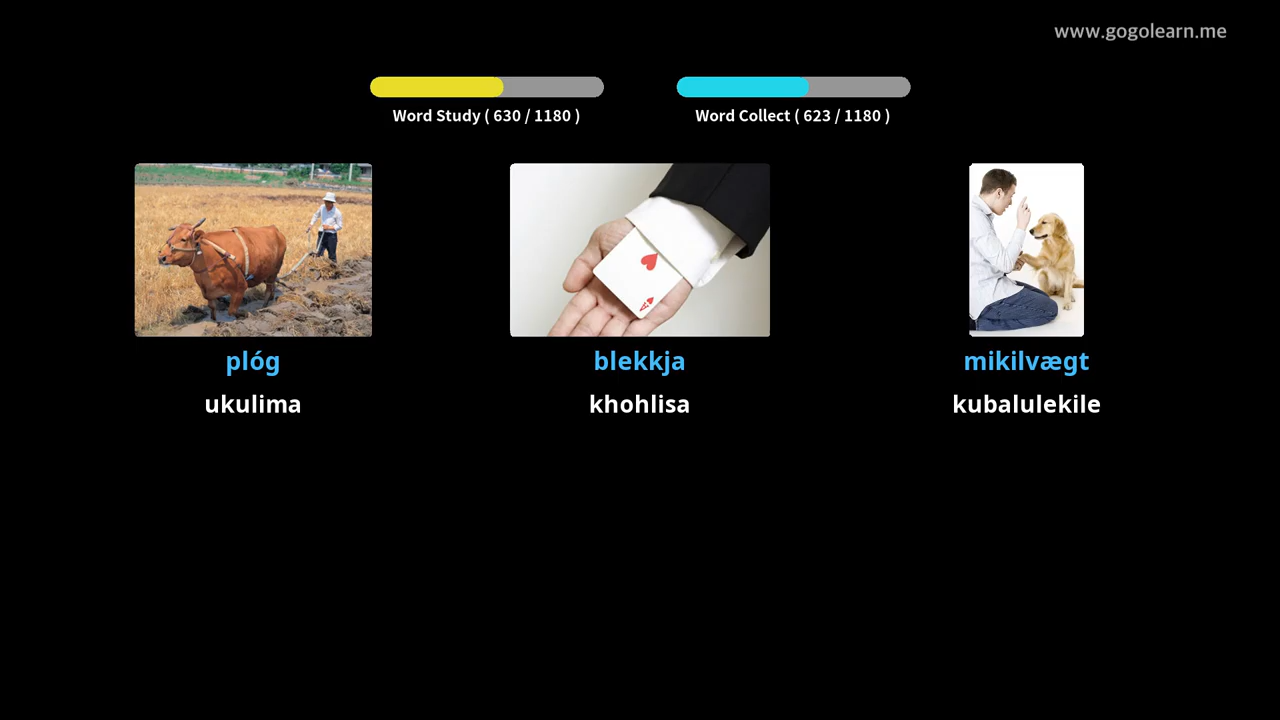 www.gogolearn.me
Word Study ( 630 / 1180 )
Word Collect ( 623 / 1180 )
plóg
blekkja
mikilvægt
ukulima
khohlisa
kubalulekile